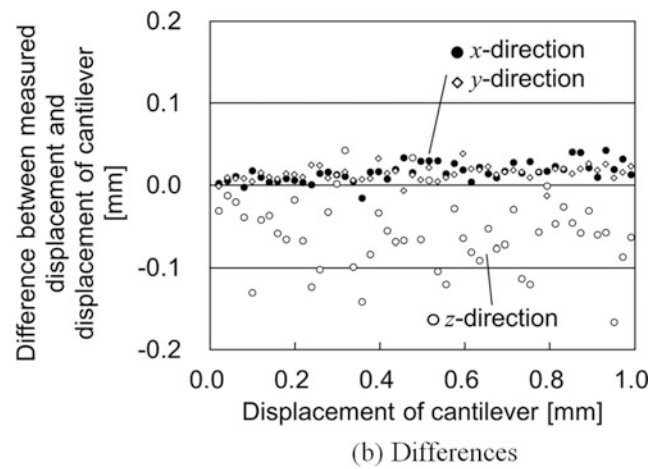 Difference between measured
displacement and
displacement of cantilever
[mm]
0.2
0.1
0.0
-0.1
-0.2
x-direction
y-direction
z-direction
0.0 0.2 0.4 0.6 0.8 1.0
Displacement of cantilever [mm]
(b) Differences